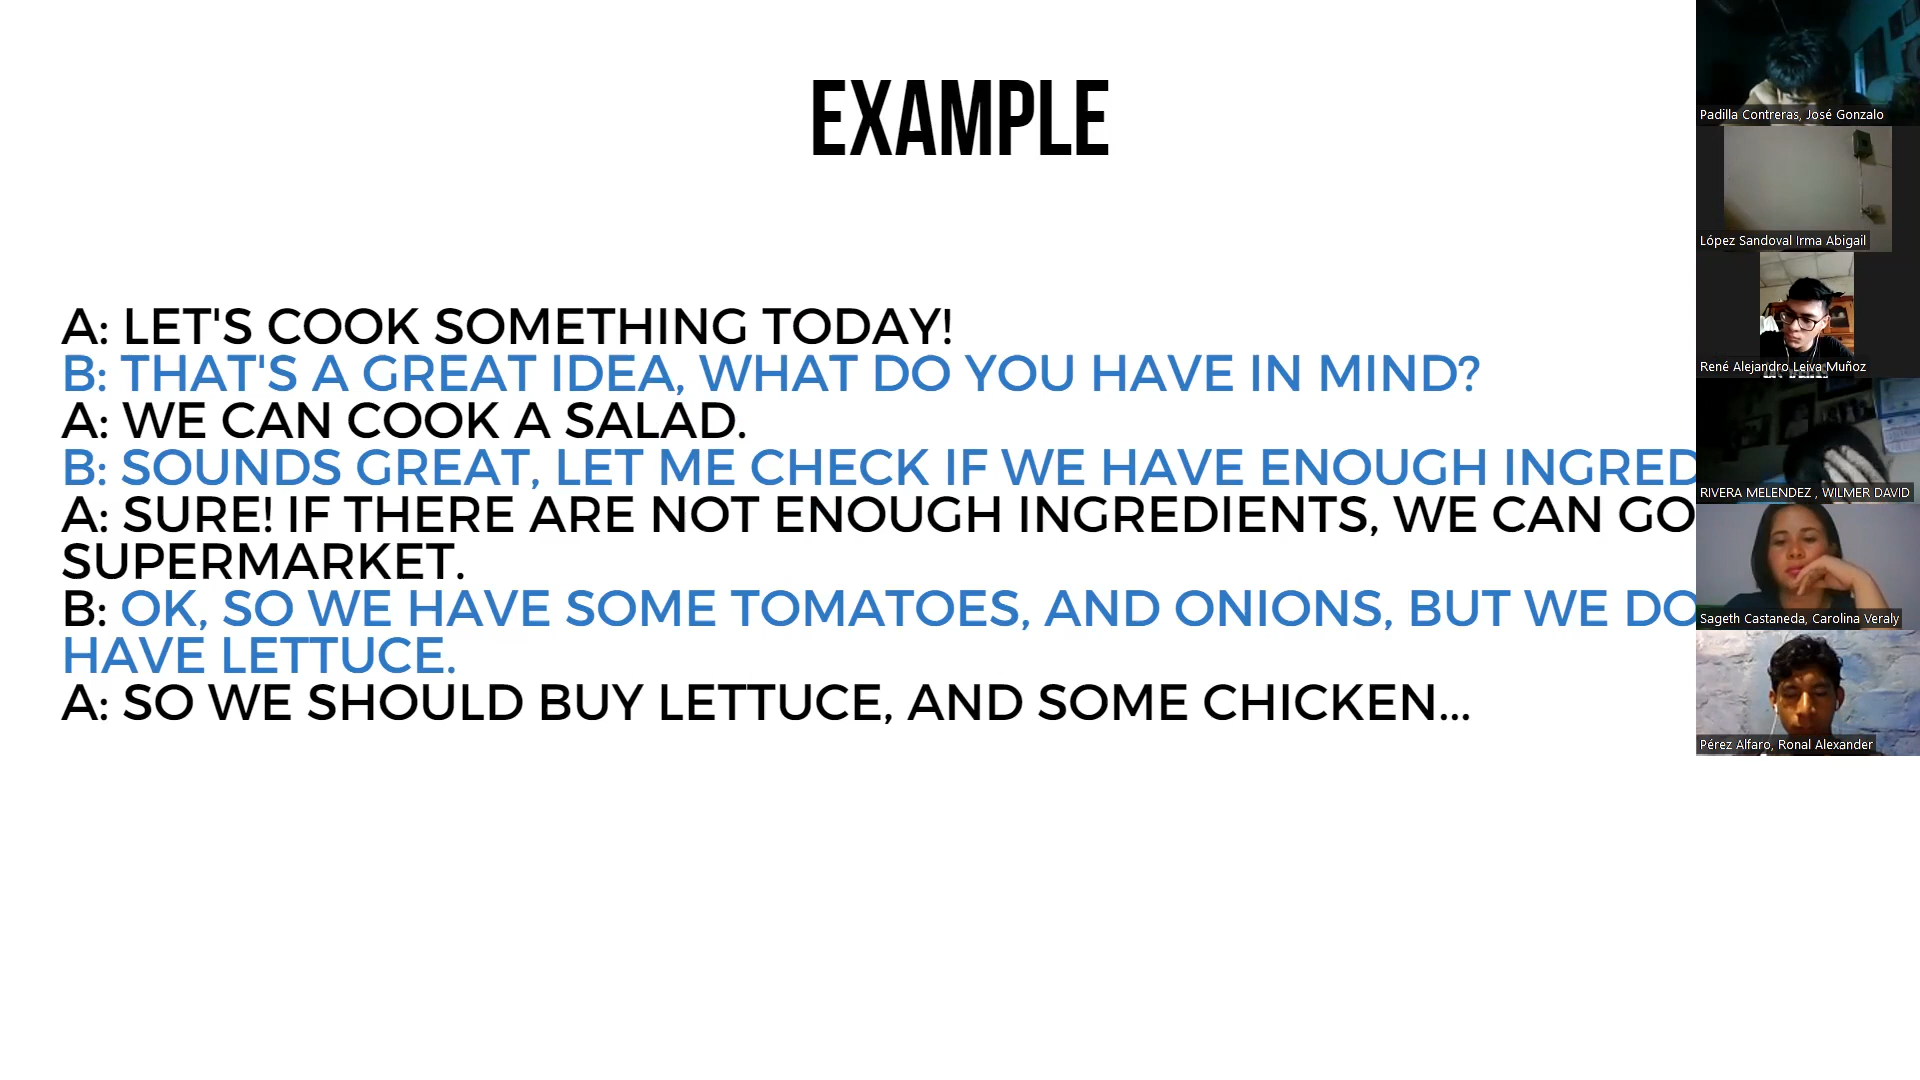 EXAMPLE
A: LET'S COOK SOMETHING TODAY!
B: THAT'S A GREAT IDEA, WHAT DO YOU HAVE IN MIND?
A: WE CAN COOK A SALAD.
B: SOUNDS GREAT, LET ME CHECK IF WE HAVE ENOUGH INGRED
A: SURE! IF THERE ARE NOT ENOUGH INGREDIENTS, WE CAN GO
SUPERMARKET.
B: OK, SO WE HAVE SOME TOMATOES, AND ONIONS, BUT WE DO
HAVE LETTUCE.
A: SO WE SHOULD BUY LETTUCE, AND SOME CHICKEN...
Padilla Contreras, José Gonzalo
López Sandoval Irma Abigail
René Alejandro Leiva Muñoz
RIVERA MELENDEZ , WILMER DAVID
Sageth Castaneda, Carolina Veraly
Pérez Alfaro, Ronal Alexander